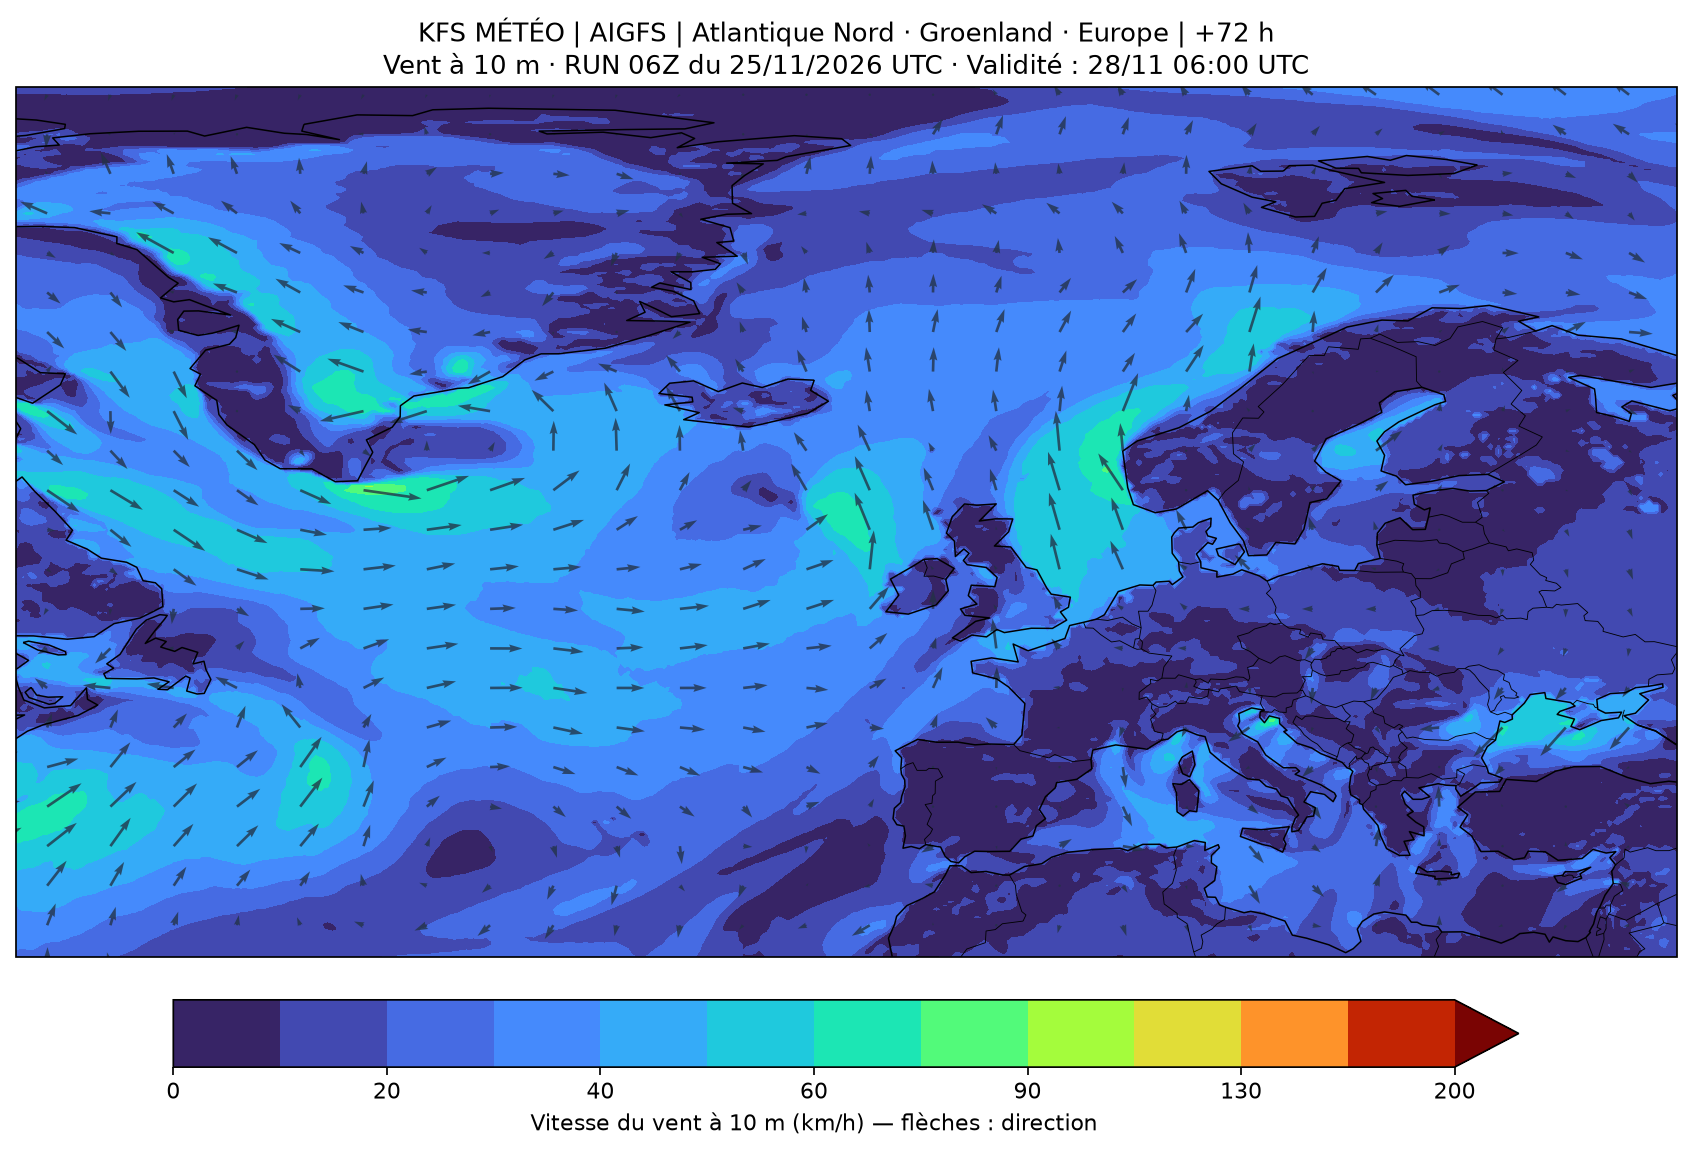 KFS MÉTÉO | AIGFS | Atlantique Nord · Groenland · Europe | +72 h
Vent à 10 m · RUN 06Z du 25/11/2026 UTC · Validité : 28/11 06:00 UTC
0 20 40 60 90 130 200
Vitesse du vent à 10 m (km/h) — flèches : direction